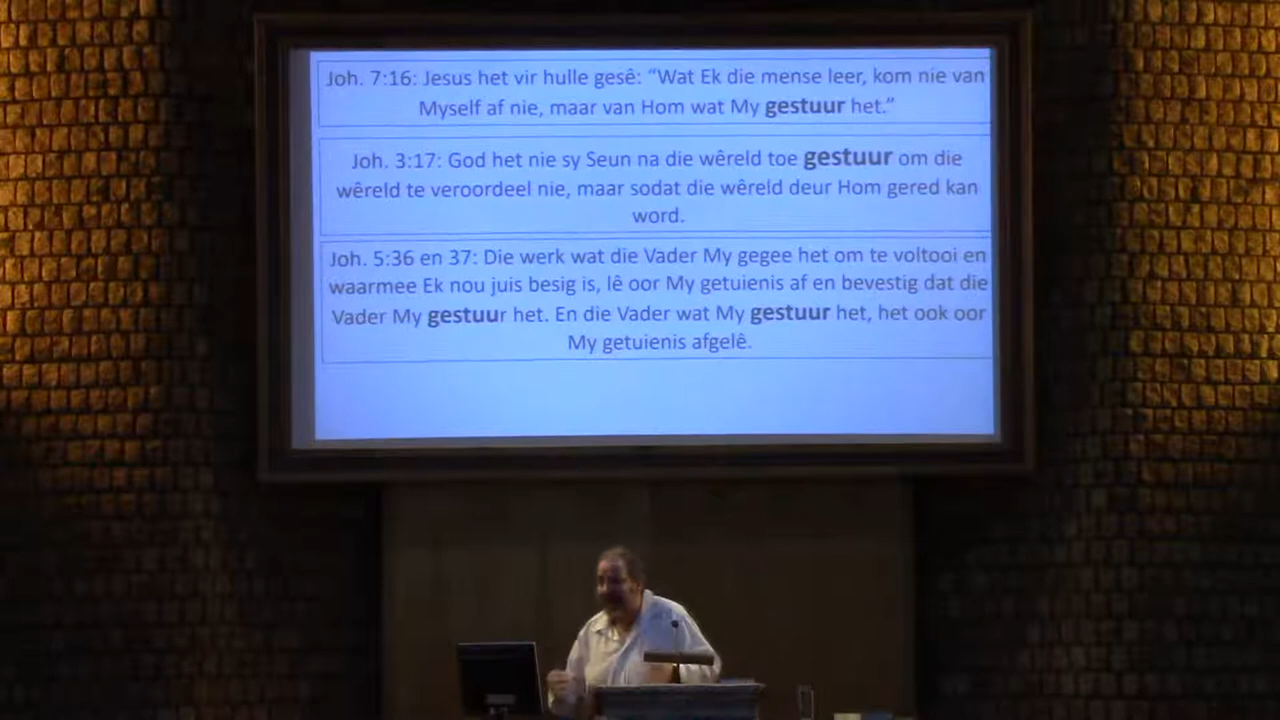 Joh. 7:16: Jesus het vir hulle gesê: “Wat Ek die mense leer, kom nie van
Myself af nie, maar van Hom wat My gestuur het.”
Joh. 3:17: God het nie sy Seun na die wêreld toe gestuur om die
wêreld te veroordeel nie, maar sodat die wêreld deur Hom gered kan
word.
Joh. 5:36 en 37: Die werk wat die Vader My gegee het om te voltooi en
waarmee Ek nou juis besig is, lê oor My getuienis af en bevestig dat die
Vader My gestuur het. En die Vader wat My gestuur het, het ook oor
My getuienis afgelê.